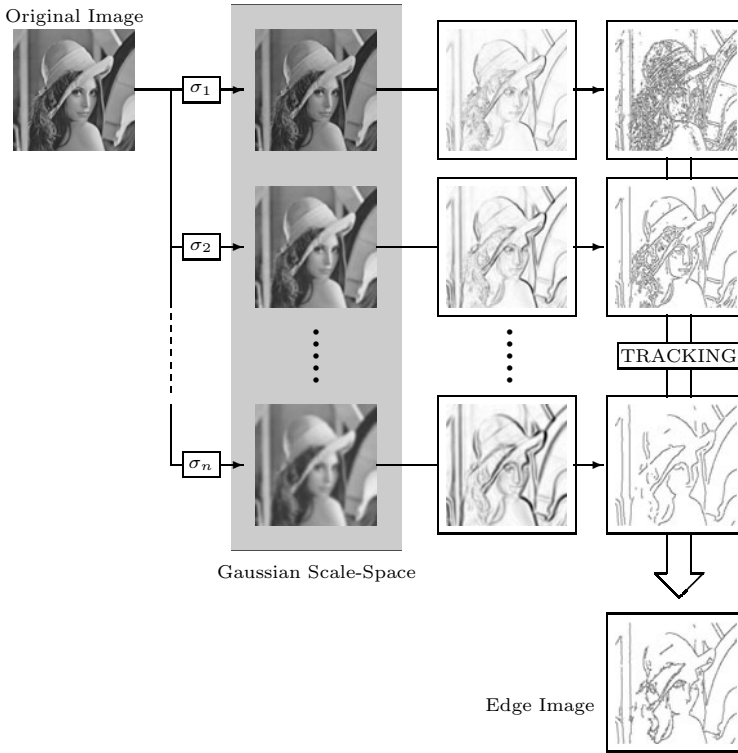 Original Image
σ1
σ2
TRACKING
σn
Gaussian Scale-Space
Edge Image